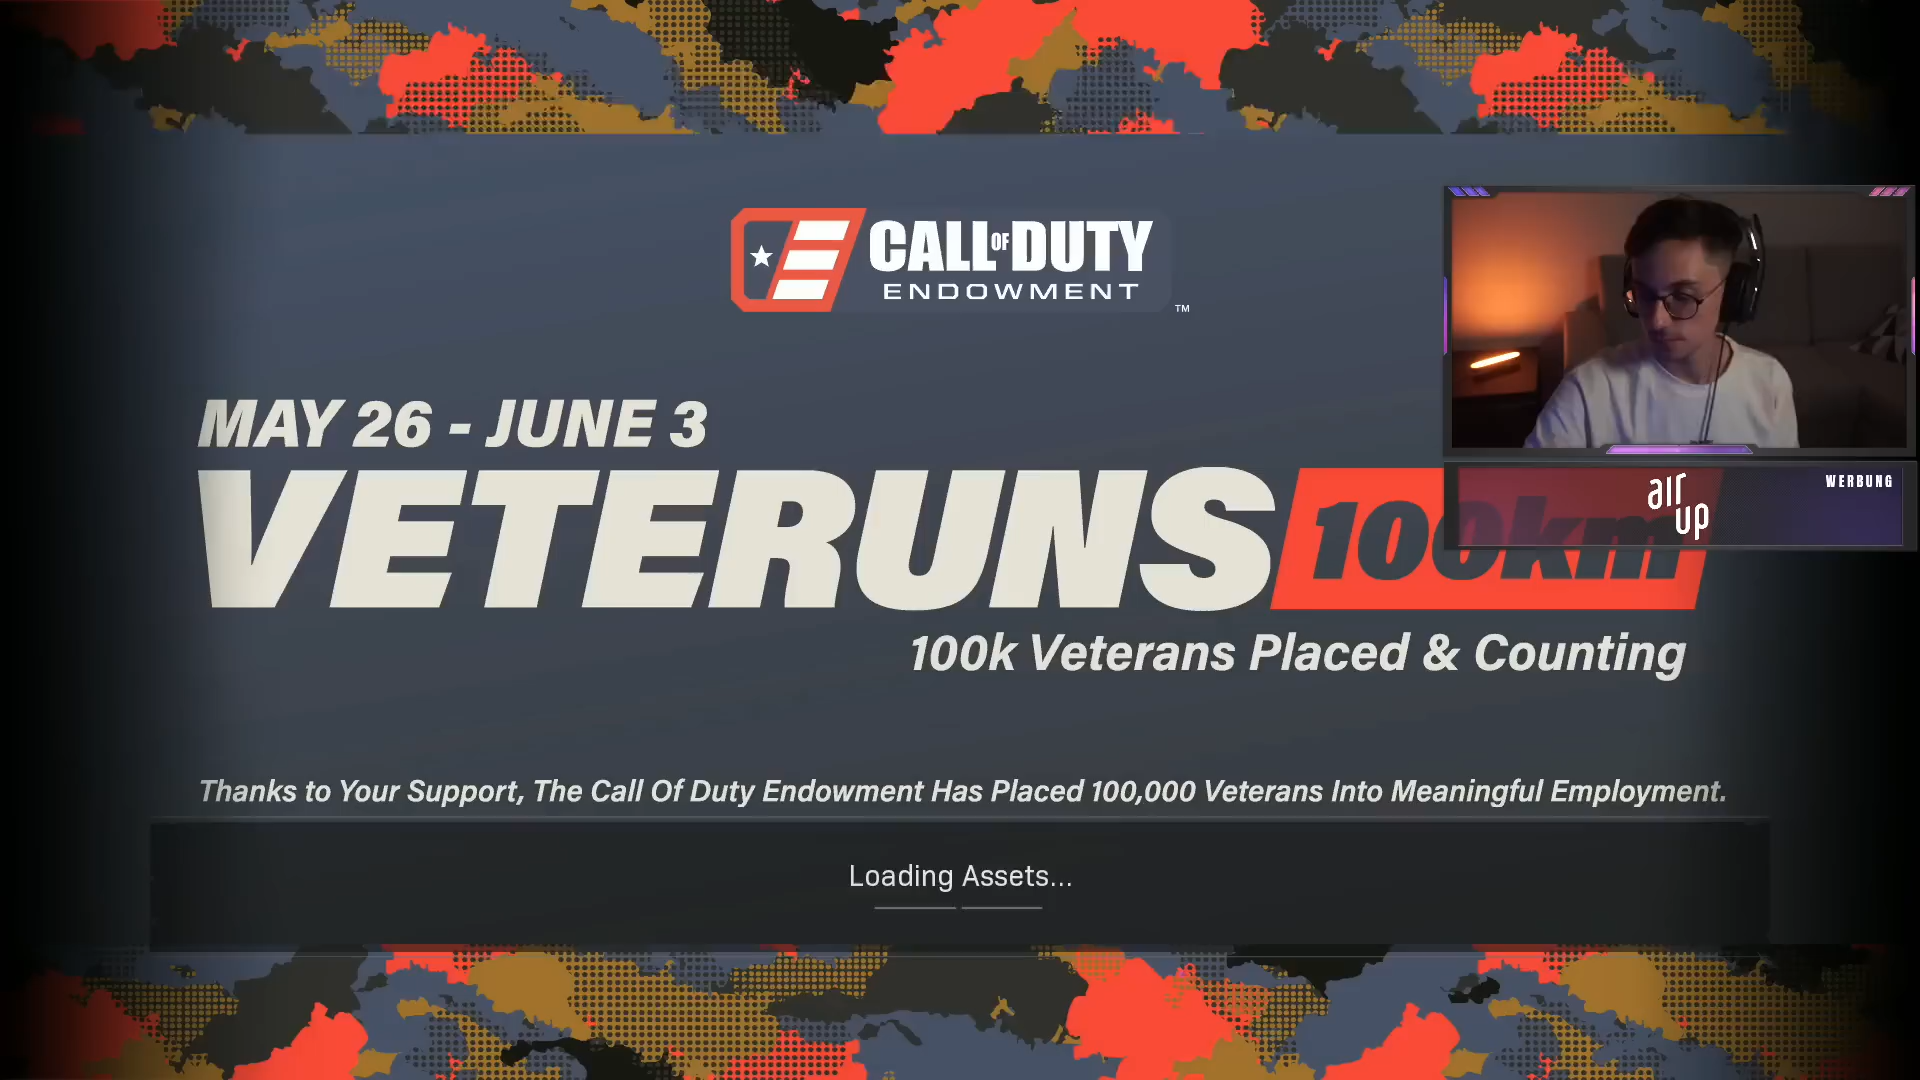 CALL OF DUTY
ENDOWMENT
™
MAY 26 - JUNE 3
VETERUNS 100km
100k Veterans Placed & Counting
Thanks to Your Support, The Call Of Duty Endowment Has Placed 100,000 Veterans Into Meaningful Employment.
Loading Assets...
air up
WERBUNG